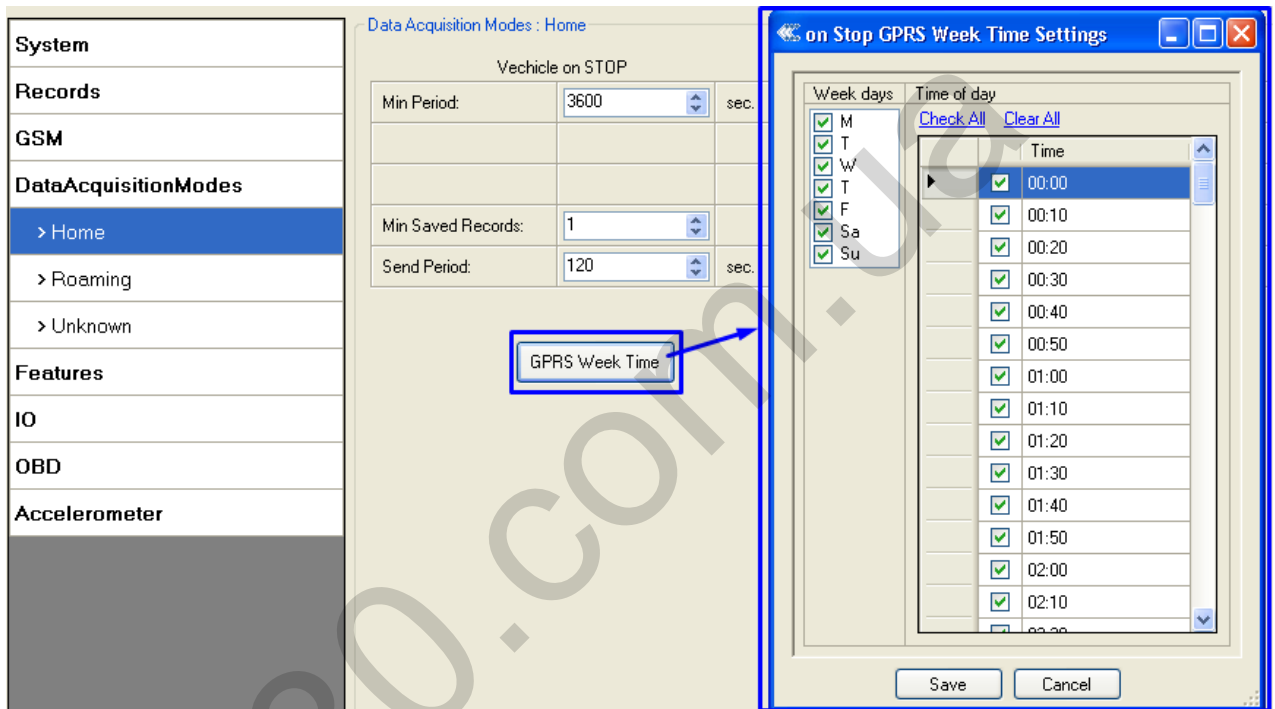 System
Records
GSM
DataAcquisitionModes
> Home
> Roaming
> Unknown
Features
IO
OBD
Accelerometer
Data Acquisition Modes : Home
Vechicle on STOP
Min Period: 3600 sec.
Min Saved Records: 1
Send Period: 120 sec.
GPRS Week Time
on Stop GPRS Week Time Settings
Week days
M
T
W
T
F
Sa
Su
Time of day
Check All Clear All
Time
00:00
00:10
00:20
00:30
00:40
00:50
01:00
01:10
01:20
01:30
01:40
01:50
02:00
02:10
Save Cancel
0.com.ua